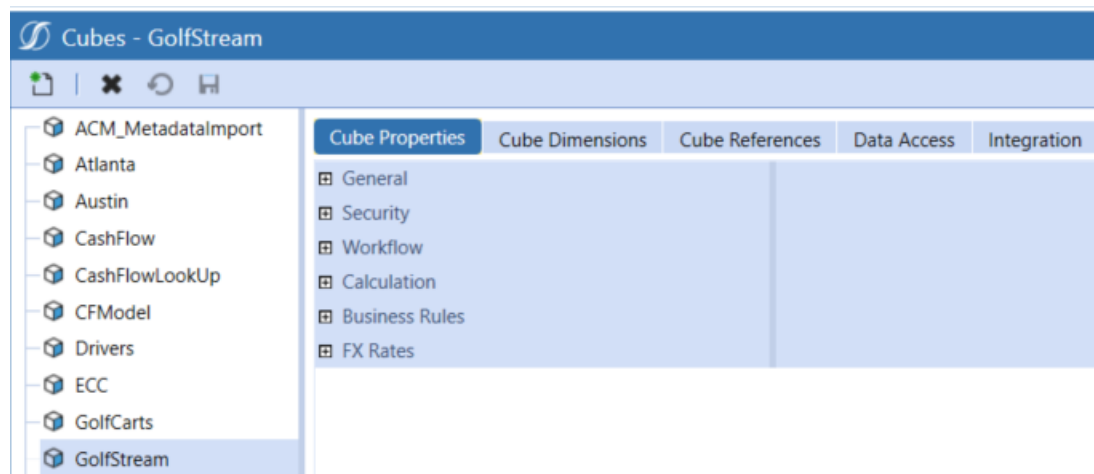 Cubes - GolfStream
ACM_MetadataImport
Atlanta
Austin
CashFlow
CashFlowLookUp
CFModel
Drivers
ECC
GolfCarts
GolfStream
Cube Properties Cube Dimensions Cube References Data Access Integration
General
Security
Workflow
Calculation
Business Rules
FX Rates